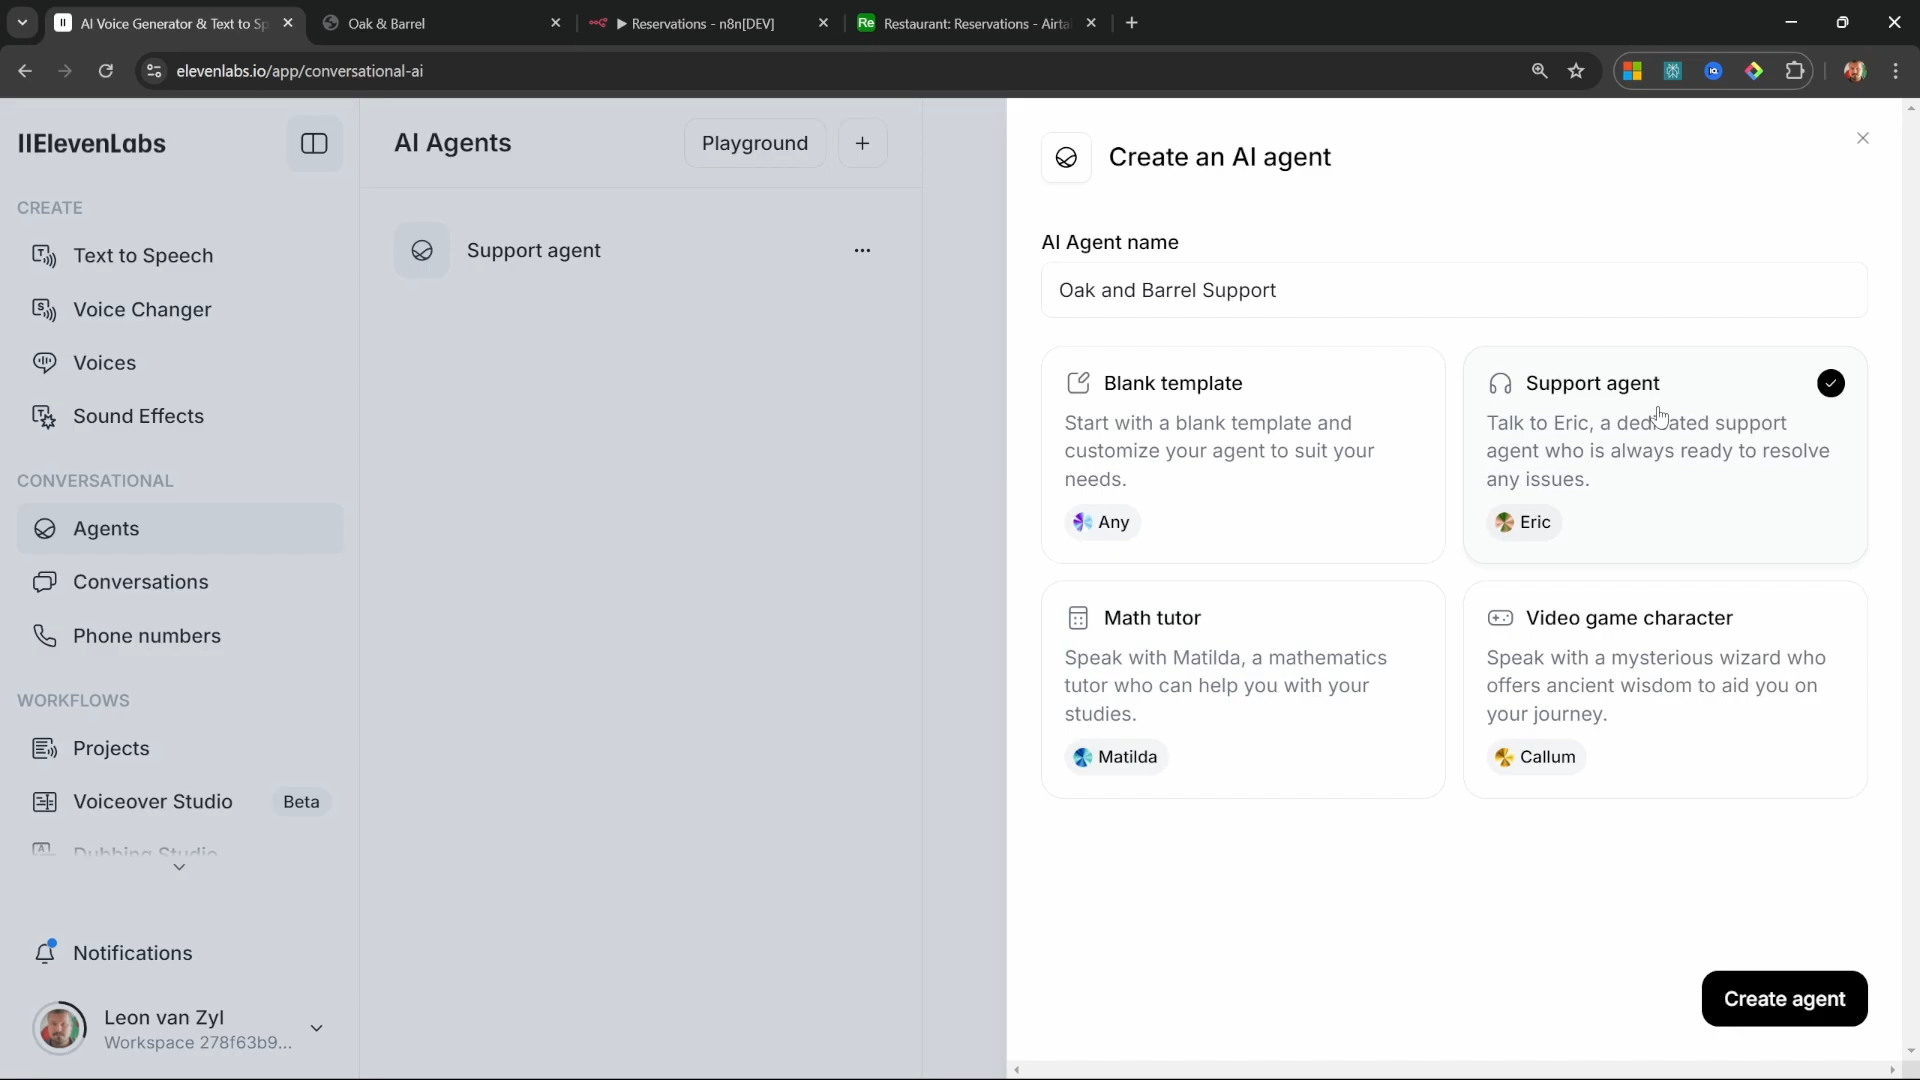 AI Voice Generator & Text to Sp
Oak & Barrel
Reservations - n8n[DEV]
Re
Restaurant: Reservations - Airta
elevenlabs.io/app/conversational-ai
IIElevenLabs
CREATE
Text to Speech
Voice Changer
Voices
Sound Effects
CONVERSATIONAL
Agents
Conversations
Phone numbers
WORKFLOWS
Projects
Voiceover Studio Beta
Dubbing Studio
Notifications
Leon van Zyl
Workspace 278f63b9...
AI Agents
Playground
Support agent
Create an AI agent
AI Agent name
Oak and Barrel Support
Blank template
Start with a blank template and
customize your agent to suit your
needs.
Any
Support agent
Talk to Eric, a dedicated support
agent who is always ready to resolve
any issues.
Eric
Math tutor
Speak with Matilda, a mathematics
tutor who can help you with your
studies.
Matilda
Video game character
Speak with a mysterious wizard who
offers ancient wisdom to aid you on
your journey.
Callum
Create agent